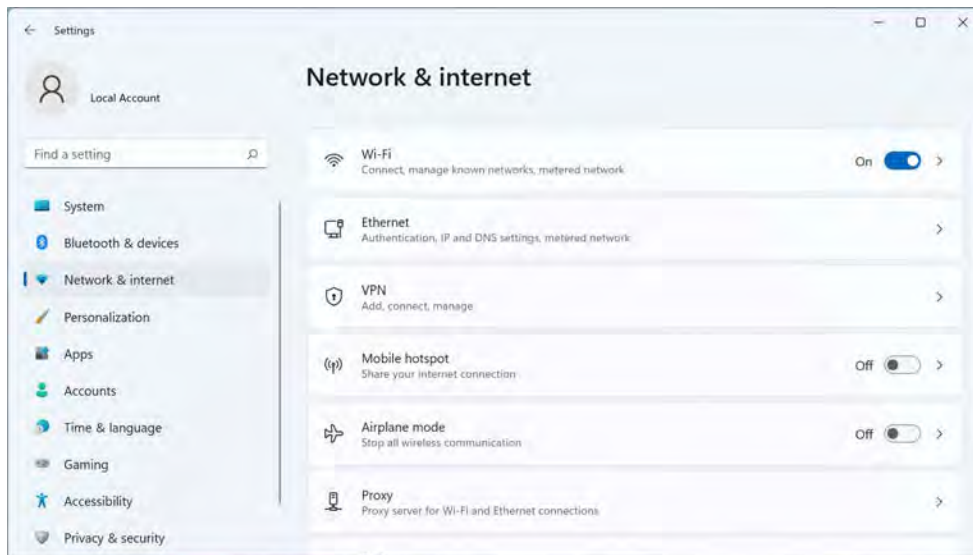 Settings
Local Account
Find a setting
System
Bluetooth & devices
Network & internet
Personalization
Apps
Accounts
Time & language
Gaming
Accessibility
Privacy & security
Network & internet
Wi-Fi
Connect, manage known networks, metered network
On
Ethernet
Authentication, IP and DNS settings, metered network
VPN
Add, connect, manage
Mobile hotspot
Share your internet connection
Off
Airplane mode
Stop all wireless communication
Off
Proxy
Proxy server for Wi-Fi and Ethernet connections